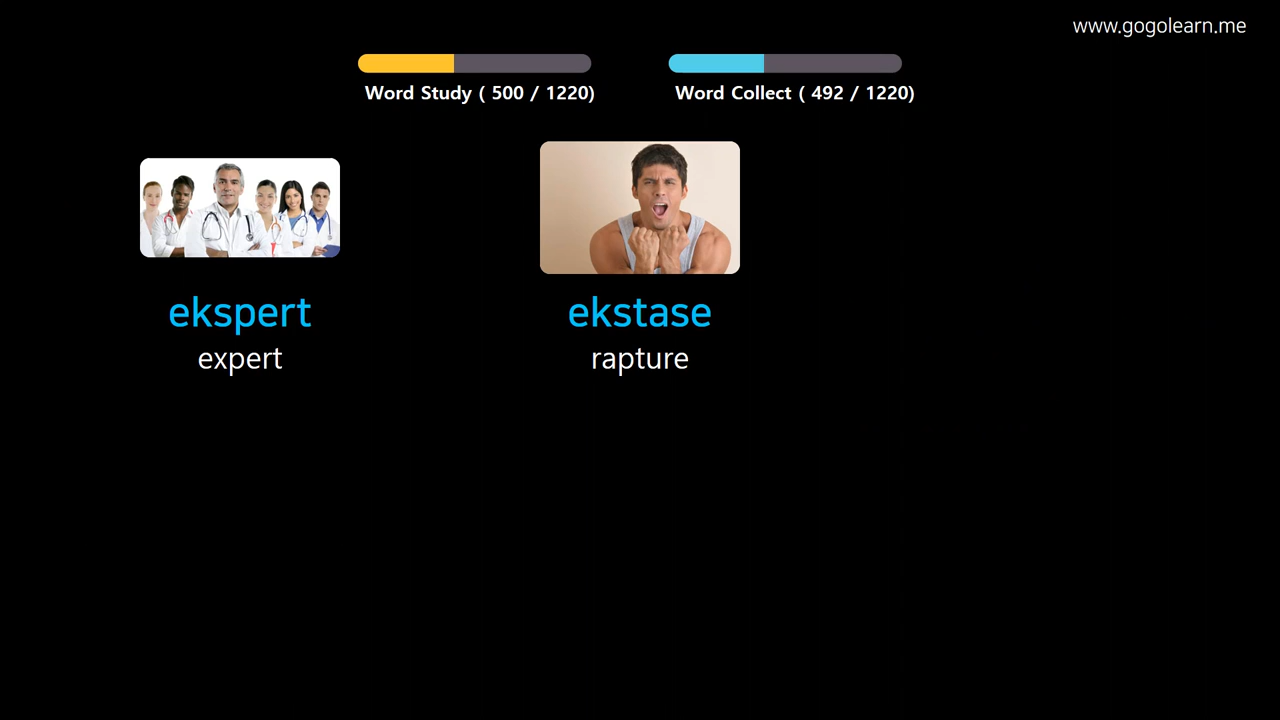 www.gogolearn.me
Word Study ( 500 / 1220)
Word Collect ( 492 / 1220)
ekspert
expert
ekstase
rapture